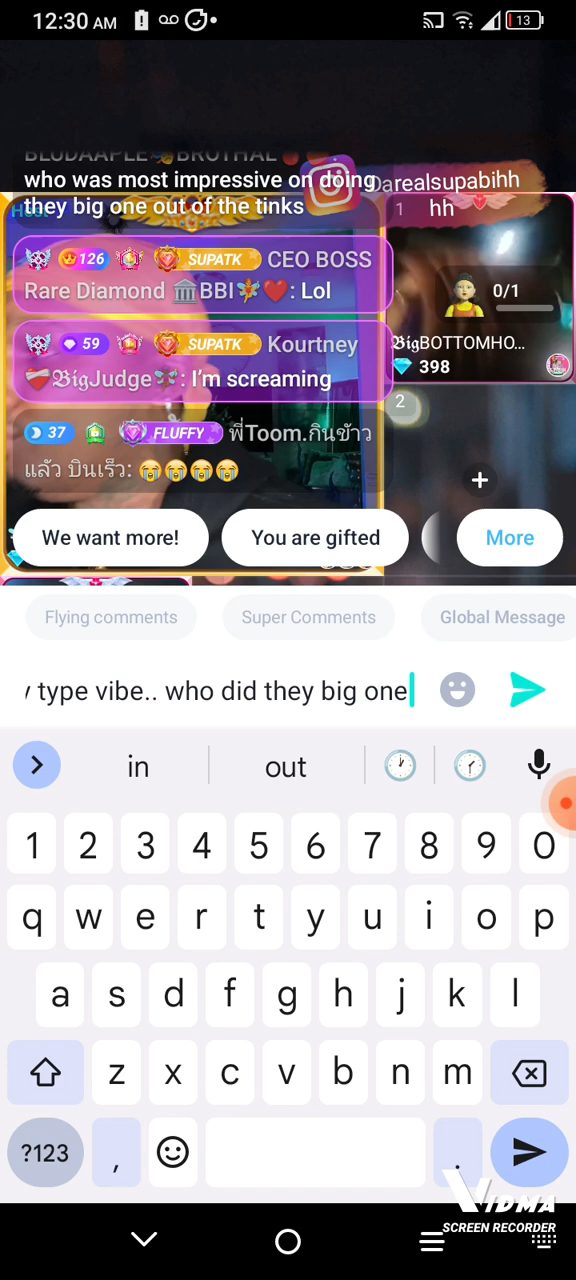 12:30 AM
13
BLUDAAPLE🎭BROTHAL
who was most impressive on doing
they big one out of the tinks
Darealsupabihh
hh
Host
1
126 SUPATK CEO BOSS
Rare Diamond 🏛️BBI🧚❤️: Lol
0/1
59 SUPATK Kourtney
❤️‍🩹𝕭𝖎𝖌Judge🧚: I'm screaming
𝕭𝖎𝖌BOTTOMHO...
398
2
37 FLUFFY พี่Toom.กินข้าว
แล้ว บินเร็ว: 😭😭😭😭
+
We want more!
You are gifted
More
Flying comments
Super Comments
Global Message
y type vibe.. who did they big one
in
out
🕐
🕜
1 2 3 4 5 6 7 8 9 0
q w e r t y u i o p
a s d f g h j k l
z x c v b n m
?123 , .
VIDMA
SCREEN RECORDER